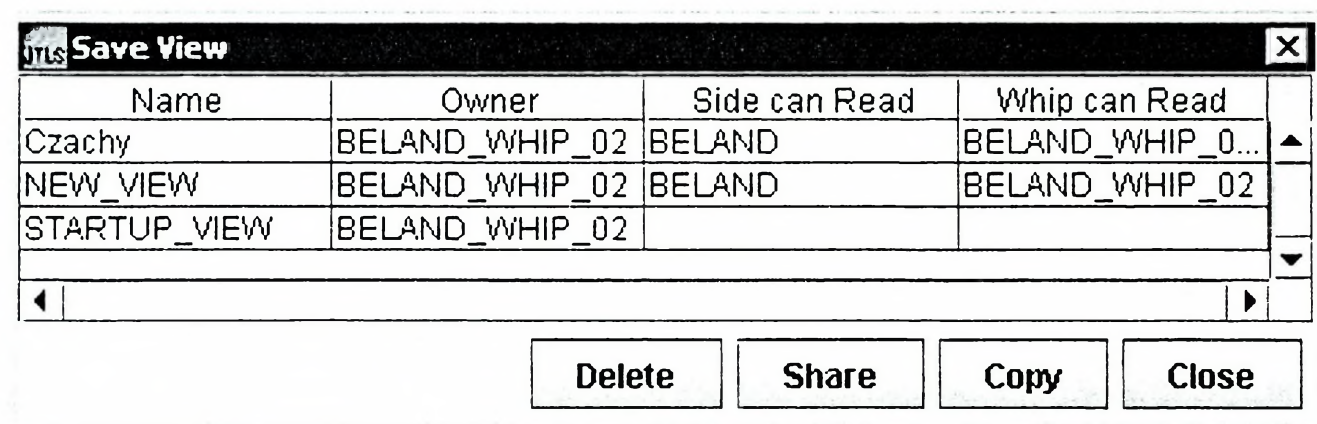 JTLS Save View
Name Owner Side can Read Whip can Read
Czachy BELAND_WHIP_02 BELAND BELAND_WHIP_0...
NEW_VIEW BELAND_WHIP_02 BELAND BELAND_WHIP_02
STARTUP_VIEW BELAND_WHIP_02
Delete Share Copy Close